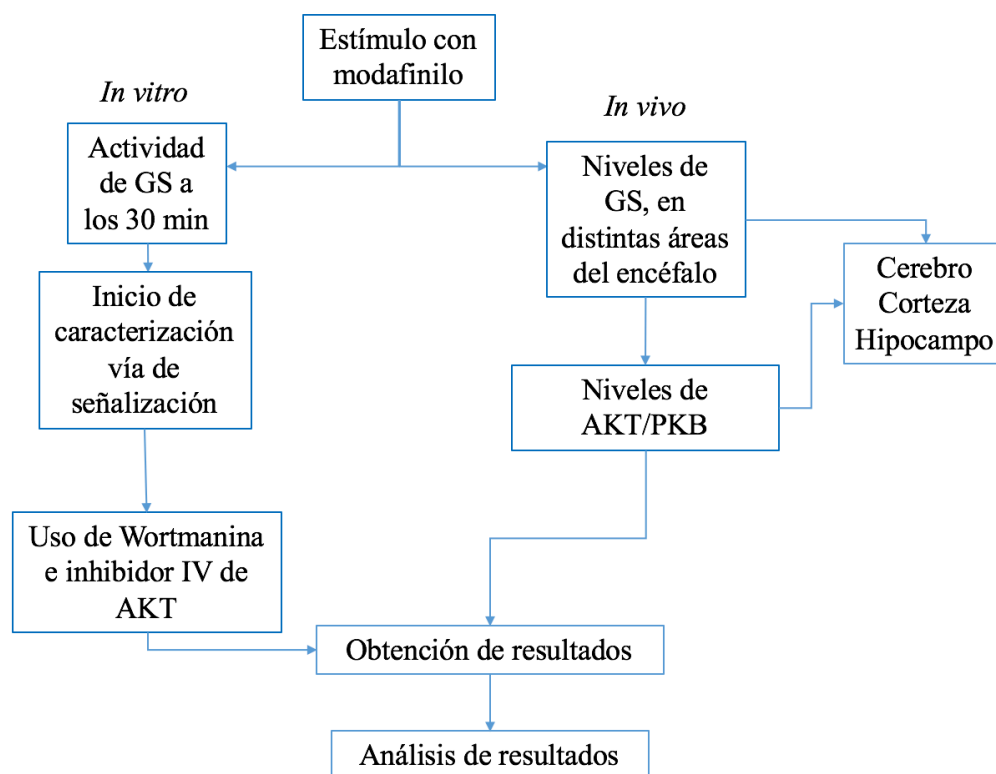 Estímulo con
modafinilo
In vitro
In vivo
Actividad
de GS a
los 30 min
Niveles de
GS, en
distintas áreas
del encéfalo
Cerebro
Corteza
Hipocampo
Inicio de
caracterización
vía de
señalización
Niveles de
AKT/PKB
Uso de Wortmanina
e inhibidor IV de
AKT
Obtención de resultados
Análisis de resultados